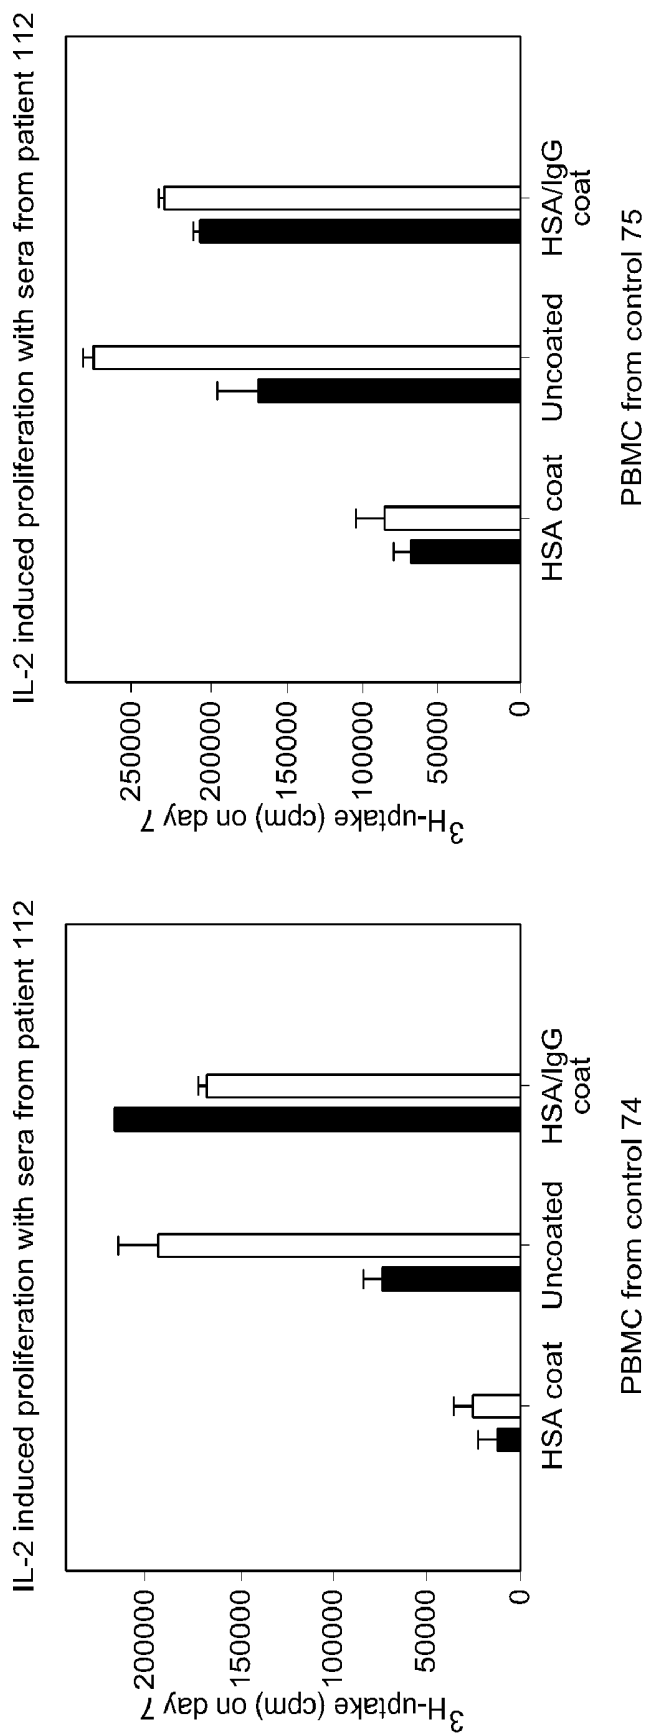 IL-2 induced proliferation with sera from patient 112
³H-uptake (cpm) on day 7
200000
150000
100000
50000
0
HSA coat
Uncoated
HSA/IgG
coat
PBMC from control 74
IL-2 induced proliferation with sera from patient 112
³H-uptake (cpm) on day 7
250000
200000
150000
100000
50000
0
HSA coat
Uncoated
HSA/IgG
coat
PBMC from control 75